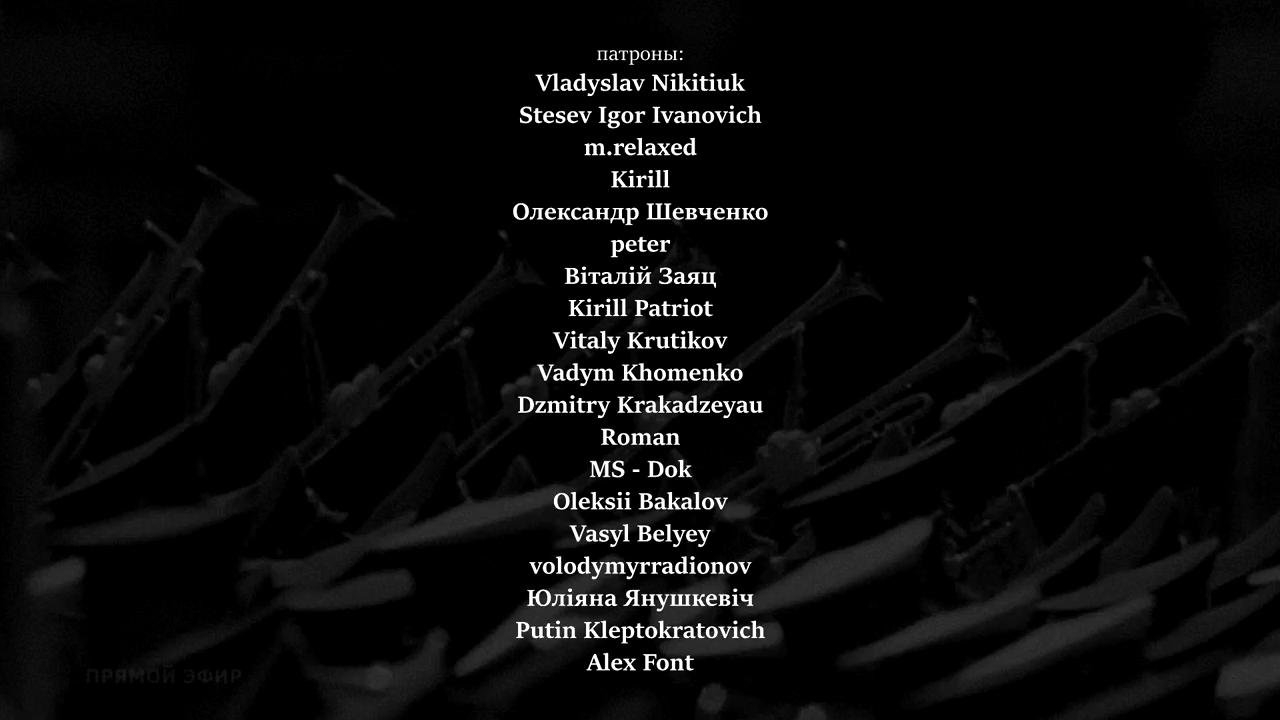 патроны:
Vladyslav Nikitiuk
Stesev Igor Ivanovich
m.relaxed
Kirill
Олександр Шевченко
peter
Віталій Заяц
Kirill Patriot
Vitaly Krutikov
Vadym Khomenko
Dzmitry Krakadzeyau
Roman
MS - Dok
Oleksii Bakalov
Vasyl Belyey
volodymyrradionov
Юліяна Янушкевіч
Putin Kleptokratovich
Alex Font
ПРЯМОЙ ЭФИР